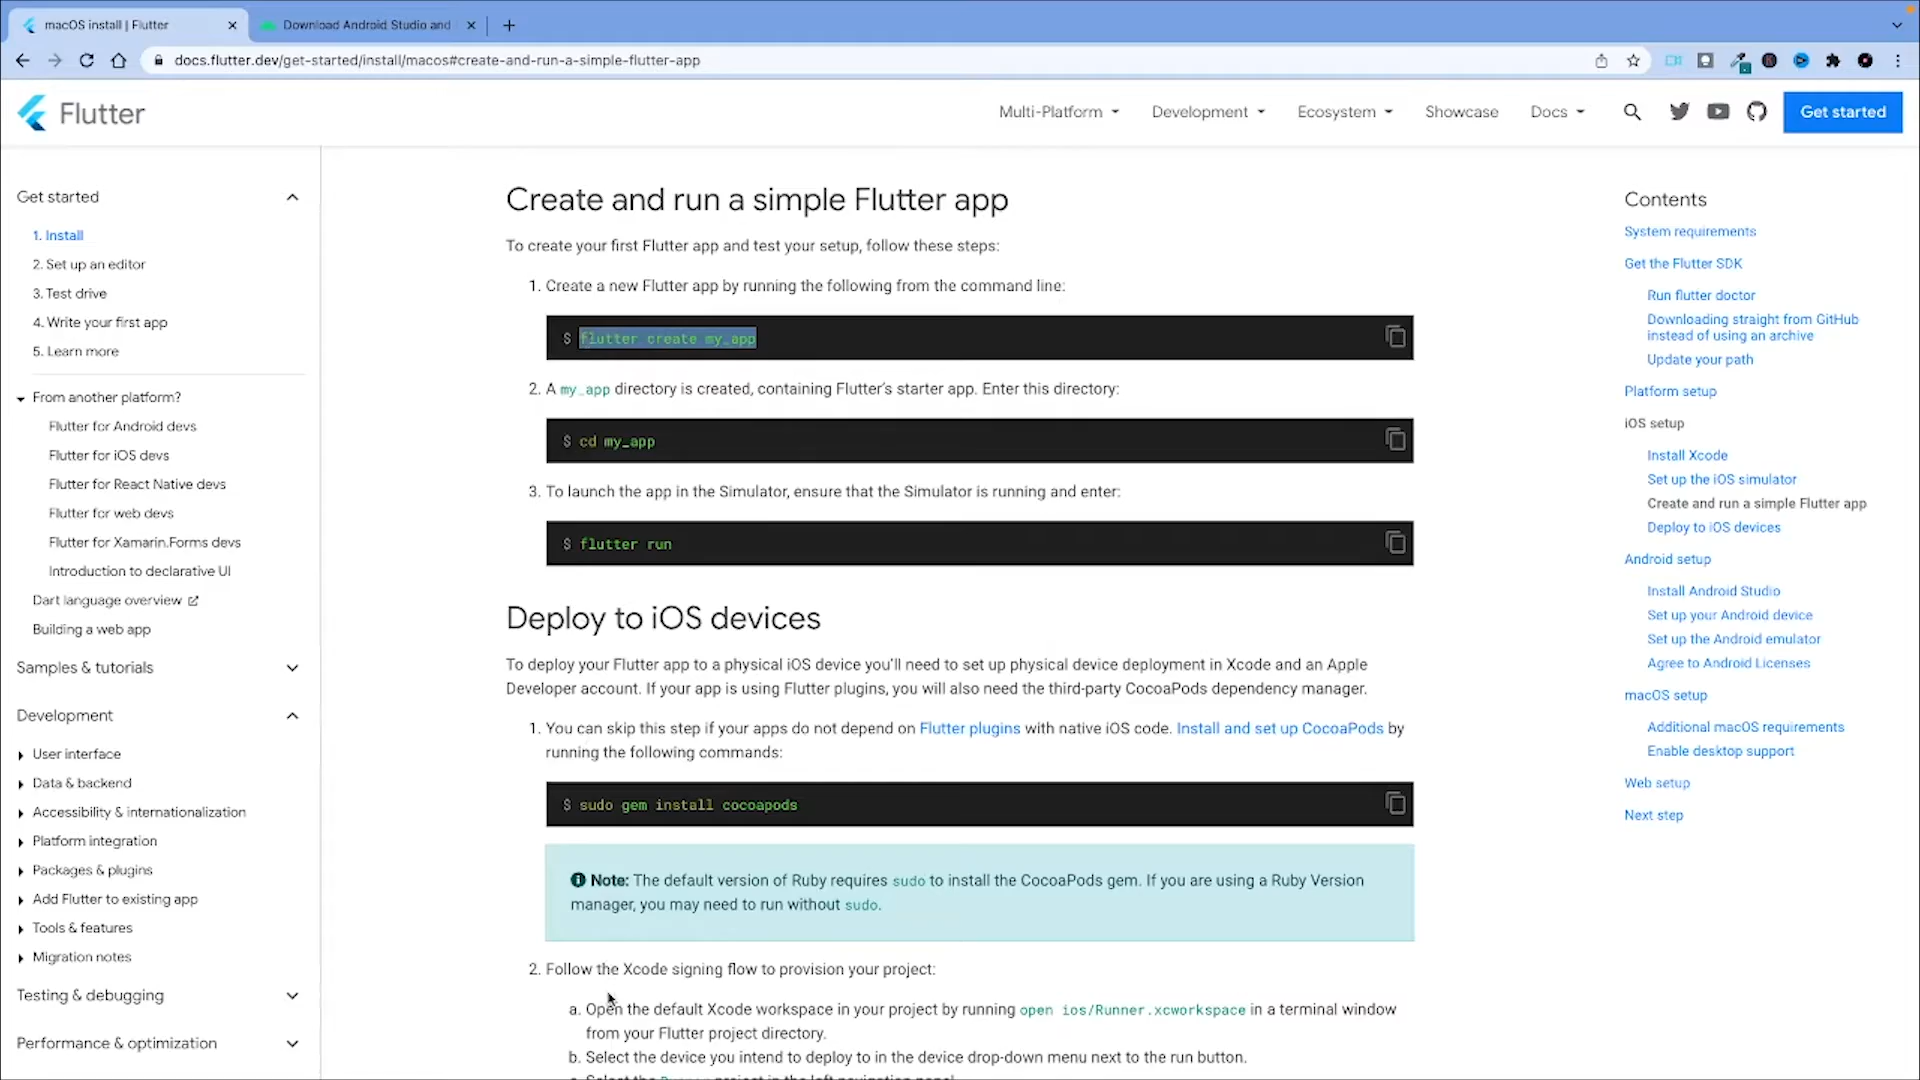 macOS install | Flutter
Download Android Studio and
docs.flutter.dev/get-started/install/macos#create-and-run-a-simple-flutter-app
Flutter
Multi-Platform
Development
Ecosystem
Showcase
Docs
Get started
Get started
1. Install
2. Set up an editor
3. Test drive
4. Write your first app
5. Learn more
From another platform?
Flutter for Android devs
Flutter for iOS devs
Flutter for React Native devs
Flutter for web devs
Flutter for Xamarin.Forms devs
Introduction to declarative UI
Dart language overview
Building a web app
Samples & tutorials
Development
User interface
Data & backend
Accessibility & internationalization
Platform integration
Packages & plugins
Add Flutter to existing app
Tools & features
Migration notes
Testing & debugging
Performance & optimization
Create and run a simple Flutter app
To create your first Flutter app and test your setup, follow these steps:
1. Create a new Flutter app by running the following from the command line:
$ flutter create my_app
2. A my_app directory is created, containing Flutter's starter app. Enter this directory:
$ cd my_app
3. To launch the app in the Simulator, ensure that the Simulator is running and enter:
$ flutter run
Deploy to iOS devices
To deploy your Flutter app to a physical iOS device you'll need to set up physical device deployment in Xcode and an Apple
Developer account. If your app is using Flutter plugins, you will also need the third-party CocoaPods dependency manager.
1. You can skip this step if your apps do not depend on Flutter plugins with native iOS code. Install and set up CocoaPods by
running the following commands:
$ sudo gem install cocoapods
Note: The default version of Ruby requires sudo to install the CocoaPods gem. If you are using a Ruby Version
manager, you may need to run without sudo.
2. Follow the Xcode signing flow to provision your project:
a. Open the default Xcode workspace in your project by running open ios/Runner.xcworkspace in a terminal window
from your Flutter project directory.
b. Select the device you intend to deploy to in the device drop-down menu next to the run button.
Contents
System requirements
Get the Flutter SDK
Run flutter doctor
Downloading straight from GitHub
instead of using an archive
Update your path
Platform setup
iOS setup
Install Xcode
Set up the iOS simulator
Create and run a simple Flutter app
Deploy to iOS devices
Android setup
Install Android Studio
Set up your Android device
Set up the Android emulator
Agree to Android Licenses
macOS setup
Additional macOS requirements
Enable desktop support
Web setup
Next step